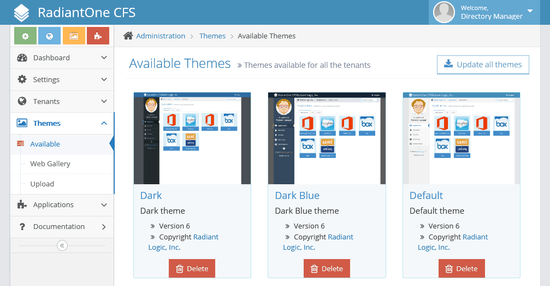 RadiantOne CFS
Welcome,
Directory Manager
Administration
Themes
Available Themes
Dashboard
Settings
Tenants
Themes
Available
Web Gallery
Upload
Applications
Documentation
Available Themes
Themes available for all the tenants
Update all themes
box
box
box
Dark
Dark theme
Version 6
Copyright Radiant
Logic, Inc.
Delete
Dark Blue
Dark Blue theme
Version 6
Copyright Radiant
Logic, Inc.
Delete
Default
Default theme
Version 6
Copyright Radiant
Logic, Inc.
Delete